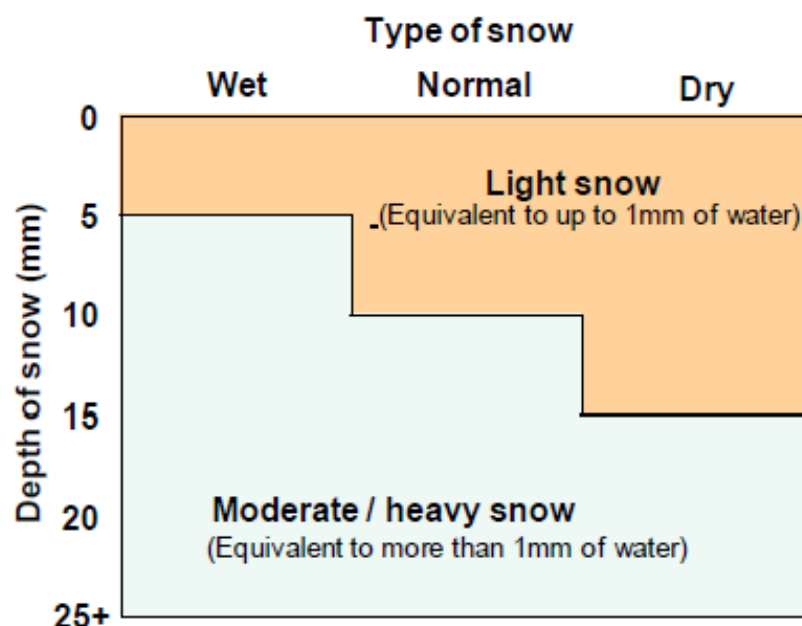 Type of snow
Wet Normal Dry
0
Light snow
(Equivalent to up to 1mm of water)
5
10
15
20
25+
Depth of snow (mm)
Moderate / heavy snow
(Equivalent to more than 1mm of water)